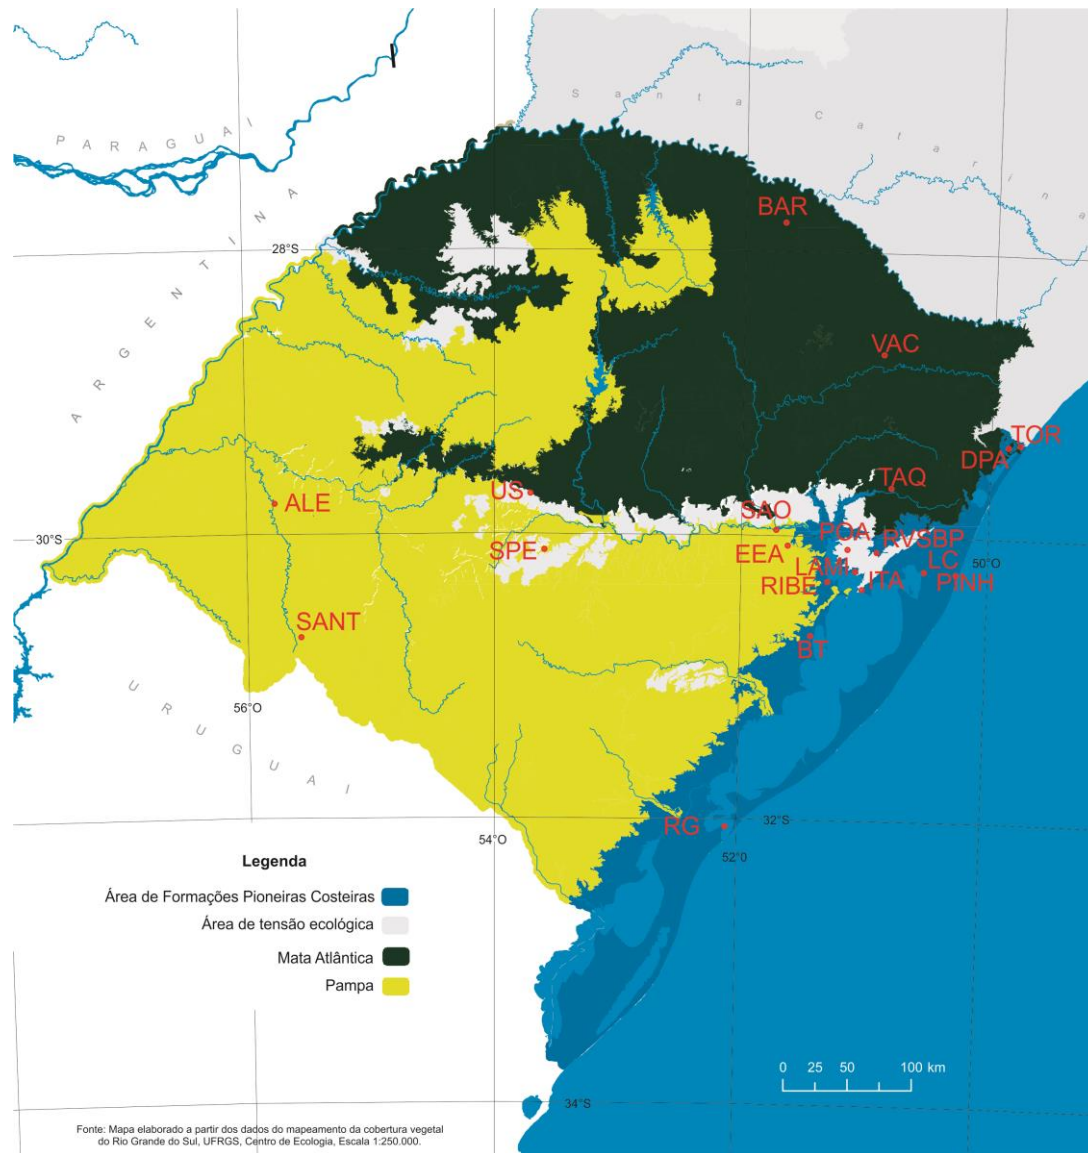 Santa Catarina
PARAGUAI
ARGENTINA
BAR
28°S
VAC
TOR
DPA
TAQ
US
ALE
SAO
POA
RVSBP
30°S
SPE
EEA
LC
50°O
LAMI
PINH
RIBE
ITA
SANT
BT
56°O
URUGUAI
RG
32°S
54°O
52°O
Legenda
Área de Formações Pioneiras Costeiras
Área de tensão ecológica
Mata Atlântica
Pampa
0 25 50 100 km
34°S
Fonte: Mapa elaborado a partir dos dados do mapeamento da cobertura vegetal
do Rio Grande do Sul, UFRGS, Centro de Ecologia, Escala 1:250.000.